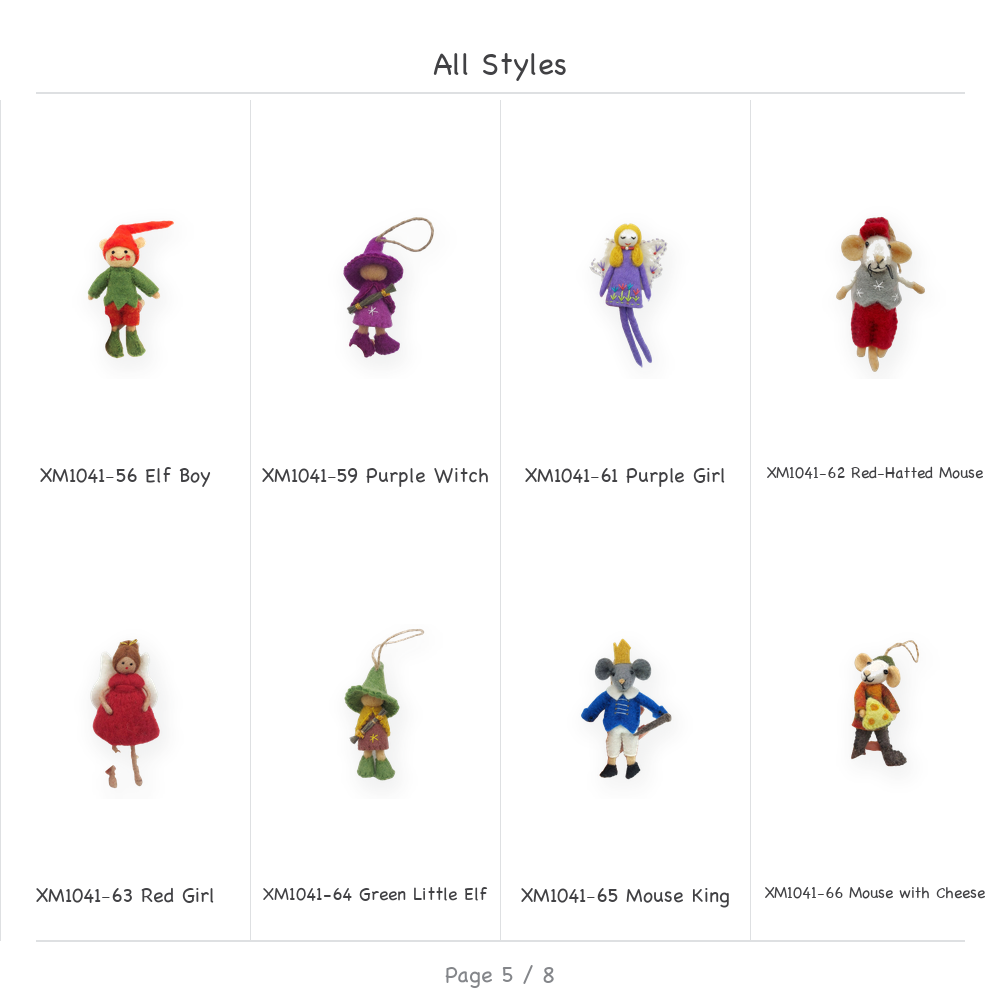 All Styles
XM1041-56 Elf Boy
XM1041-59 Purple Witch
XM1041-61 Purple Girl
XM1041-62 Red-Hatted Mouse
XM1041-63 Red Girl
XM1041-64 Green Little Elf
XM1041-65 Mouse King
XM1041-66 Mouse with Cheese
Page 5 / 8